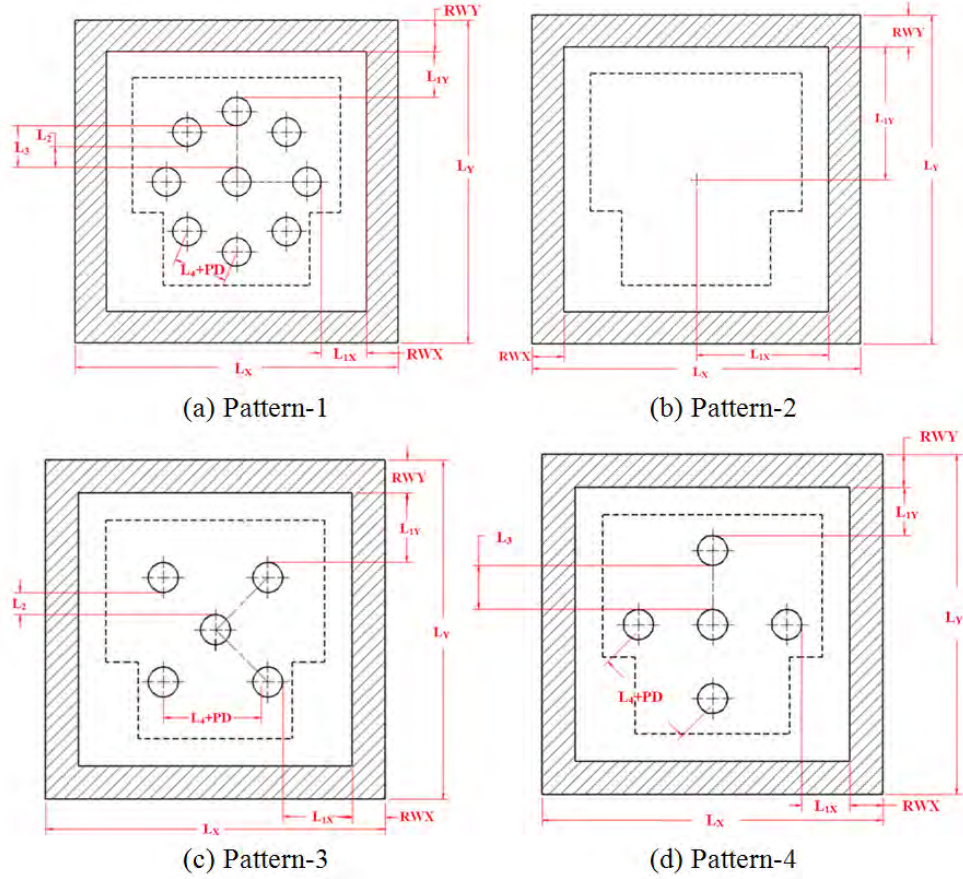 RWY
L1Y
L2
L3
LY
L4+PD
L1X
RWX
LX
(a) Pattern-1
RWY
L1Y
LY
RWX
L1X
LX
(b) Pattern-2
RWY
L1Y
L2
LY
L4+PD
L1X
RWX
LX
(c) Pattern-3
RWY
L1Y
L3
LY
L4+PD
L1X
RWX
LX
(d) Pattern-4